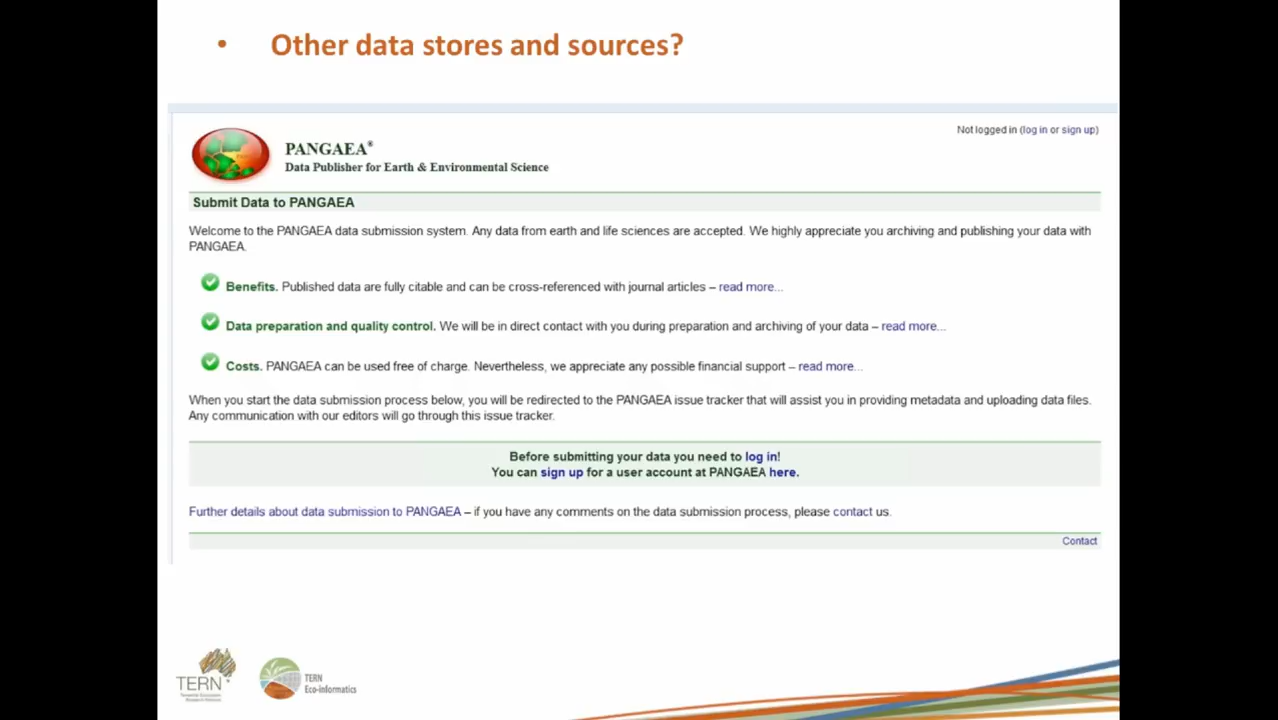 • Other data stores and sources?
Not logged in (log in or sign up)
PANGAEA®
Data Publisher for Earth & Environmental Science
Submit Data to PANGAEA
Welcome to the PANGAEA data submission system. Any data from earth and life sciences are accepted. We highly appreciate you archiving and publishing your data with
PANGAEA.
Benefits. Published data are fully citable and can be cross-referenced with journal articles – read more...
Data preparation and quality control. We will be in direct contact with you during preparation and archiving of your data – read more...
Costs. PANGAEA can be used free of charge. Nevertheless, we appreciate any possible financial support – read more...
When you start the data submission process below, you will be redirected to the PANGAEA issue tracker that will assist you in providing metadata and uploading data files.
Any communication with our editors will go through this issue tracker.
Before submitting your data you need to log in!
You can sign up for a user account at PANGAEA here.
Further details about data submission to PANGAEA – if you have any comments on the data submission process, please contact us.
Contact
TERN
Terrestrial Ecosystem
Research Network
TERN
Eco-informatics